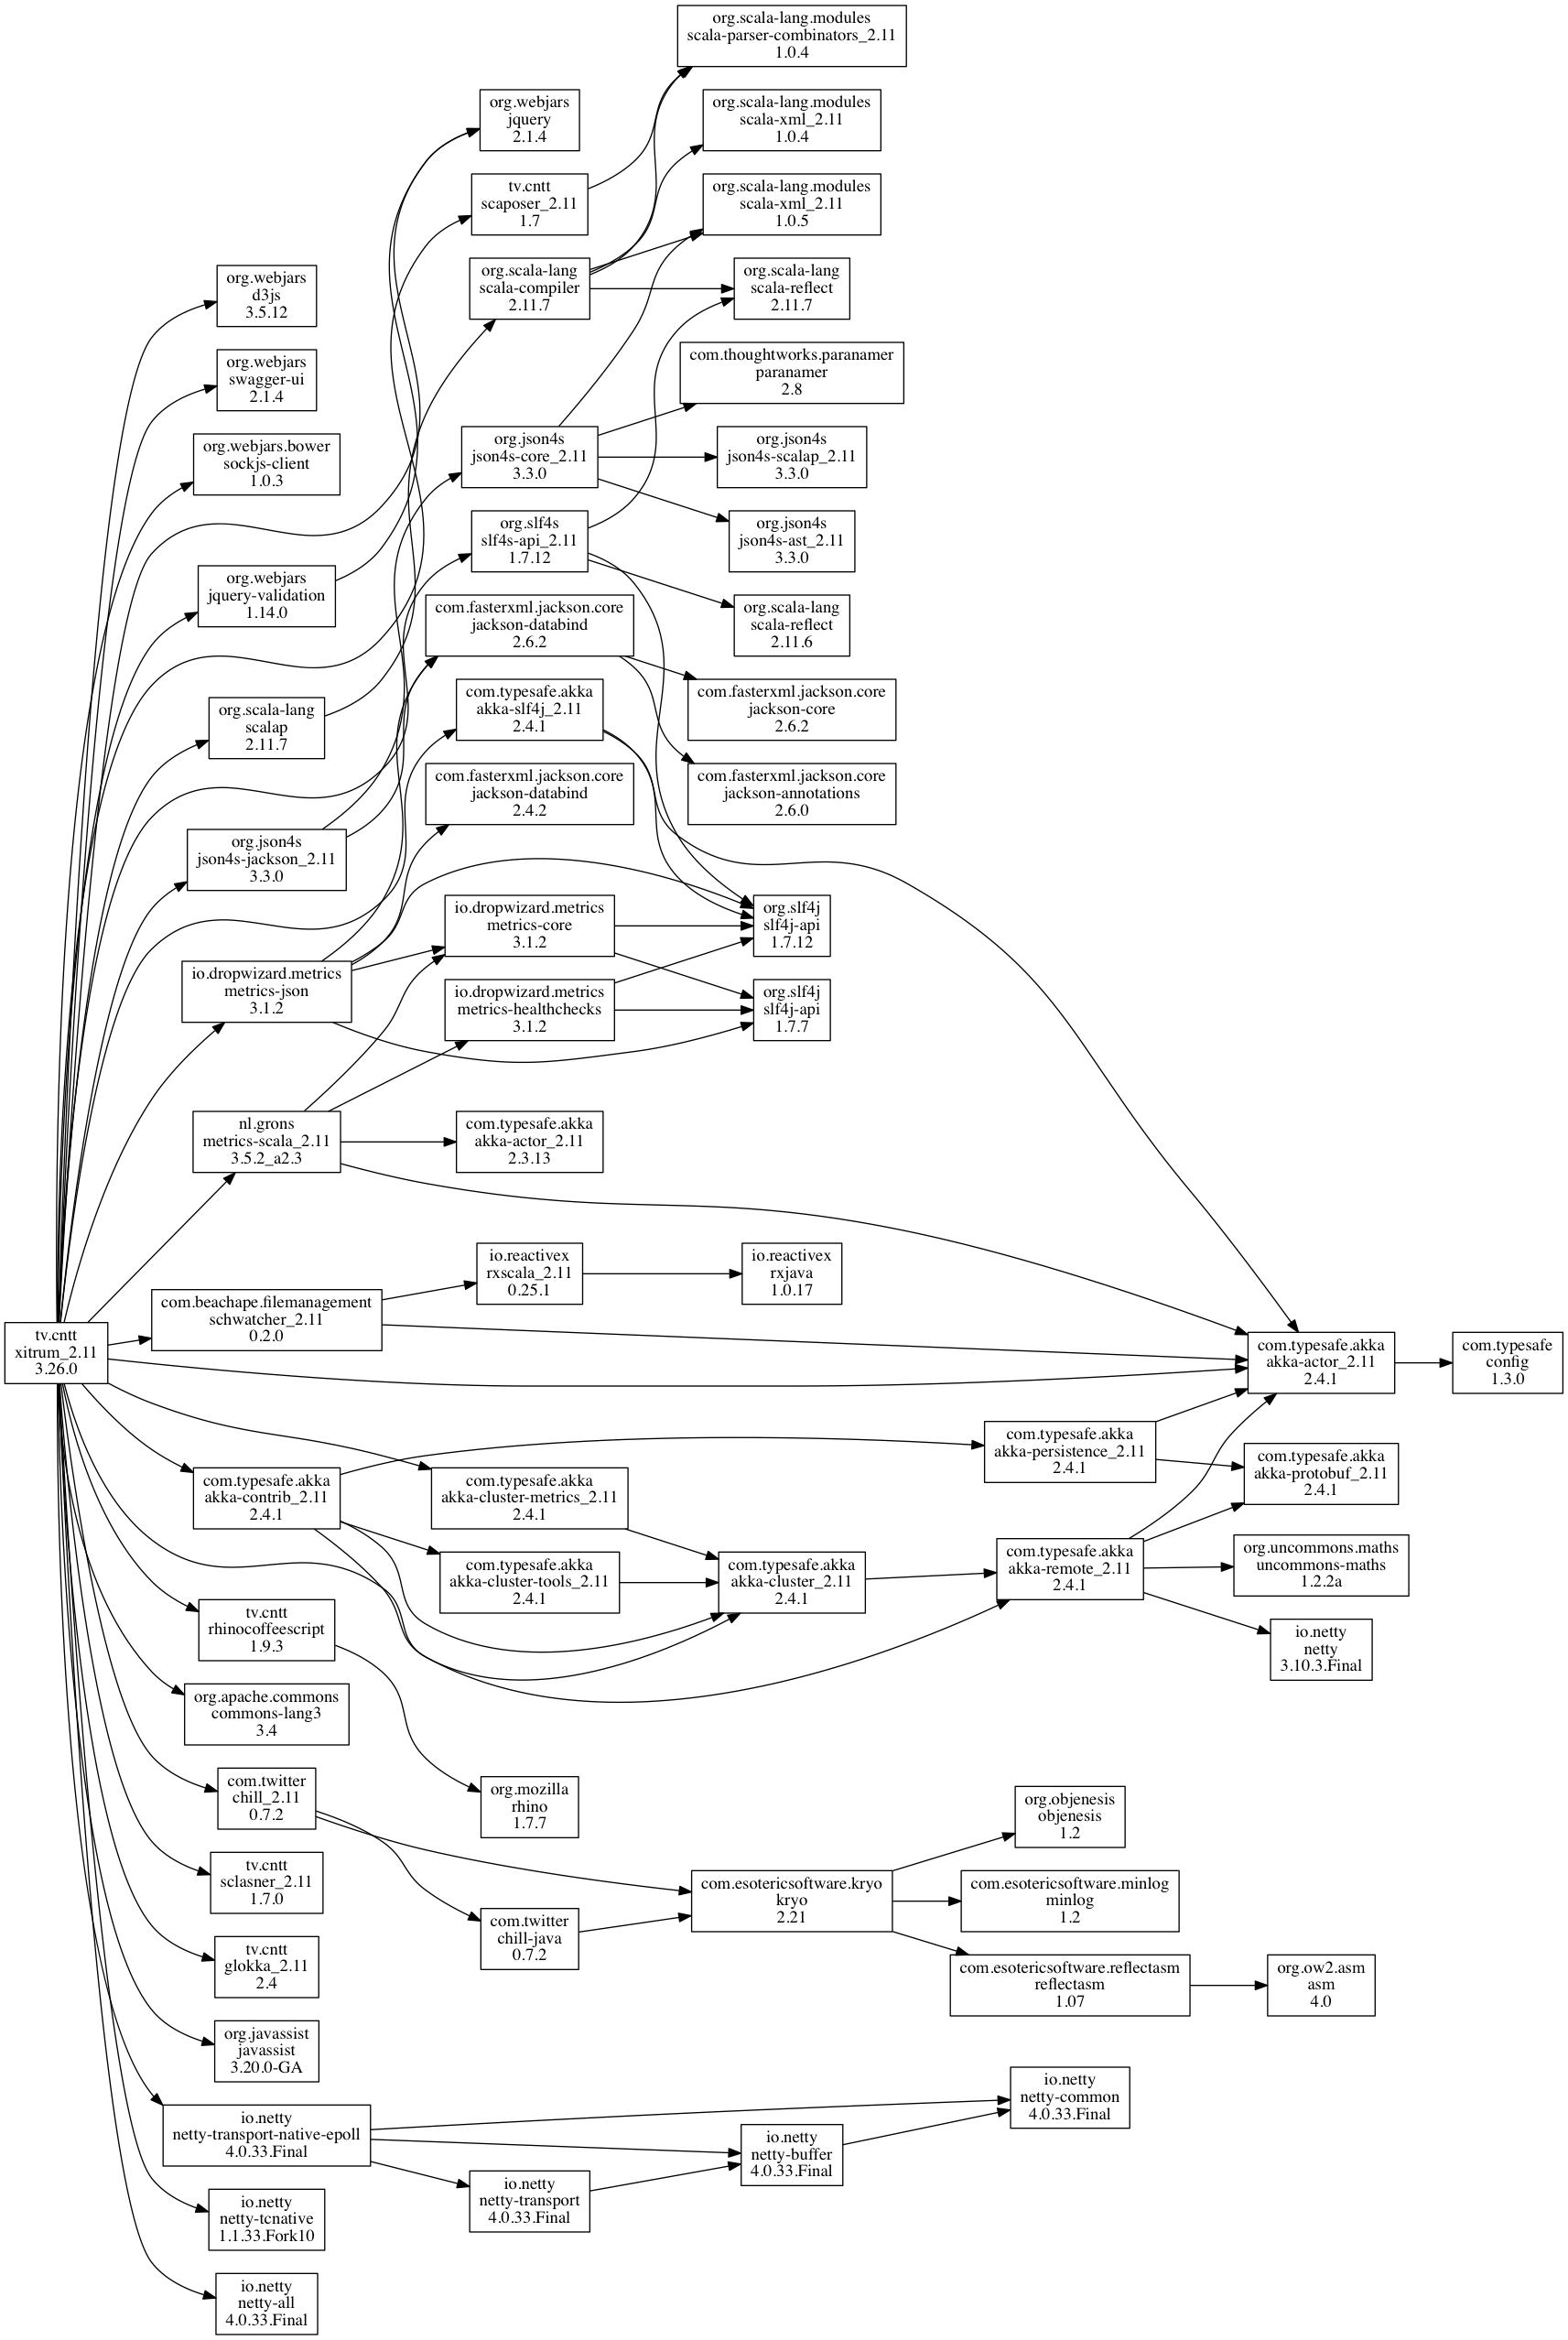 org.scala-lang.modules
scala-parser-combinators_2.11
1.0.4
org.webjars
jquery
2.1.4
org.scala-lang.modules
scala-xml_2.11
1.0.4
tv.cntt
scaposer_2.11
1.7
org.scala-lang.modules
scala-xml_2.11
1.0.5
org.webjars
d3js
3.5.12
org.scala-lang
scala-compiler
2.11.7
org.scala-lang
scala-reflect
2.11.7
org.webjars
swagger-ui
2.1.4
com.thoughtworks.paranamer
paranamer
2.8
org.webjars.bower
sockjs-client
1.0.3
org.json4s
json4s-core_2.11
3.3.0
org.json4s
json4s-scalap_2.11
3.3.0
org.slf4s
slf4s-api_2.11
1.7.12
org.json4s
json4s-ast_2.11
3.3.0
org.webjars
jquery-validation
1.14.0
com.fasterxml.jackson.core
jackson-databind
2.6.2
org.scala-lang
scala-reflect
2.11.6
org.scala-lang
scalap
2.11.7
com.typesafe.akka
akka-slf4j_2.11
2.4.1
com.fasterxml.jackson.core
jackson-core
2.6.2
com.fasterxml.jackson.core
jackson-databind
2.4.2
com.fasterxml.jackson.core
jackson-annotations
2.6.0
org.json4s
json4s-jackson_2.11
3.3.0
io.dropwizard.metrics
metrics-core
3.1.2
org.slf4j
slf4j-api
1.7.12
io.dropwizard.metrics
metrics-json
3.1.2
io.dropwizard.metrics
metrics-healthchecks
3.1.2
org.slf4j
slf4j-api
1.7.7
nl.grons
metrics-scala_2.11
3.5.2_a2.3
com.typesafe.akka
akka-actor_2.11
2.3.13
io.reactivex
rxscala_2.11
0.25.1
io.reactivex
rxjava
1.0.17
com.beachape.filemanagement
schwatcher_2.11
0.2.0
tv.cntt
xitrum_2.11
3.26.0
com.typesafe.akka
akka-actor_2.11
2.4.1
com.typesafe
config
1.3.0
com.typesafe.akka
akka-persistence_2.11
2.4.1
com.typesafe.akka
akka-protobuf_2.11
2.4.1
com.typesafe.akka
akka-contrib_2.11
2.4.1
com.typesafe.akka
akka-cluster-metrics_2.11
2.4.1
com.typesafe.akka
akka-cluster-tools_2.11
2.4.1
com.typesafe.akka
akka-cluster_2.11
2.4.1
com.typesafe.akka
akka-remote_2.11
2.4.1
org.uncommons.maths
uncommons-maths
1.2.2a
tv.cntt
rhinocoffeescript
1.9.3
io.netty
netty
3.10.3.Final
org.apache.commons
commons-lang3
3.4
com.twitter
chill_2.11
0.7.2
org.mozilla
rhino
1.7.7
org.objenesis
objenesis
1.2
tv.cntt
sclasner_2.11
1.7.0
com.esotericsoftware.kryo
kryo
2.21
com.esotericsoftware.minlog
minlog
1.2
com.twitter
chill-java
0.7.2
tv.cntt
glokka_2.11
2.4
com.esotericsoftware.reflectasm
reflectasm
1.07
org.ow2.asm
asm
4.0
org.javassist
javassist
3.20.0-GA
io.netty
netty-common
4.0.33.Final
io.netty
netty-transport-native-epoll
4.0.33.Final
io.netty
netty-buffer
4.0.33.Final
io.netty
netty-transport
4.0.33.Final
io.netty
netty-tcnative
1.1.33.Fork10
io.netty
netty-all
4.0.33.Final